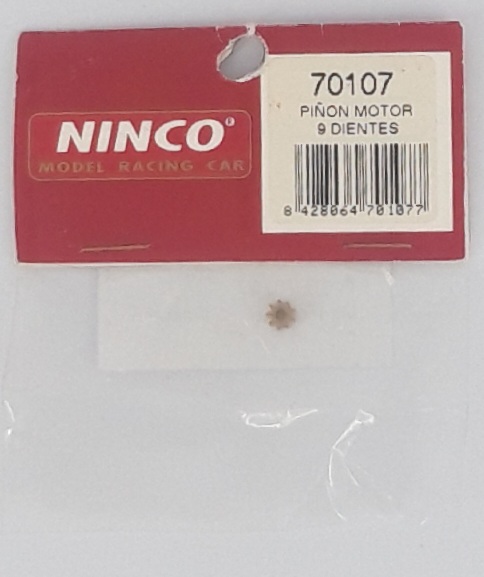 NINCO®
MODEL RACING CAR
70107
PIÑON MOTOR
9 DIENTES
8 428064 701077